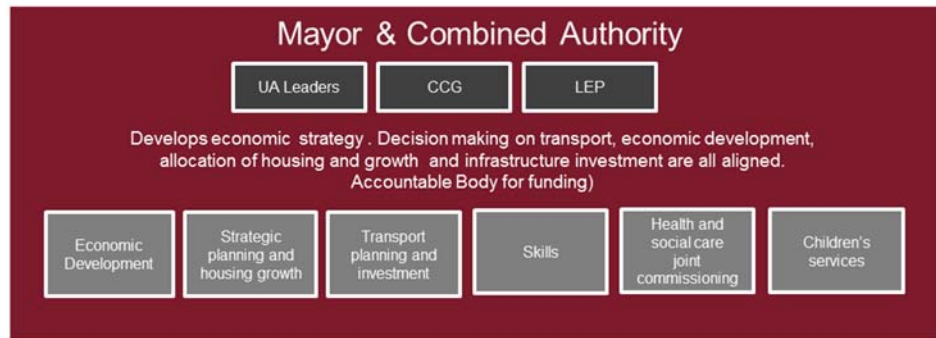 Mayor & Combined Authority
UA Leaders
CCG
LEP
Develops economic strategy . Decision making on transport, economic development,
allocation of housing and growth and infrastructure investment are all aligned.
Accountable Body for funding)
Economic
Development
Strategic
planning and
housing growth
Transport
planning and
investment
Skills
Health and
social care
joint
commissioning
Children's
services